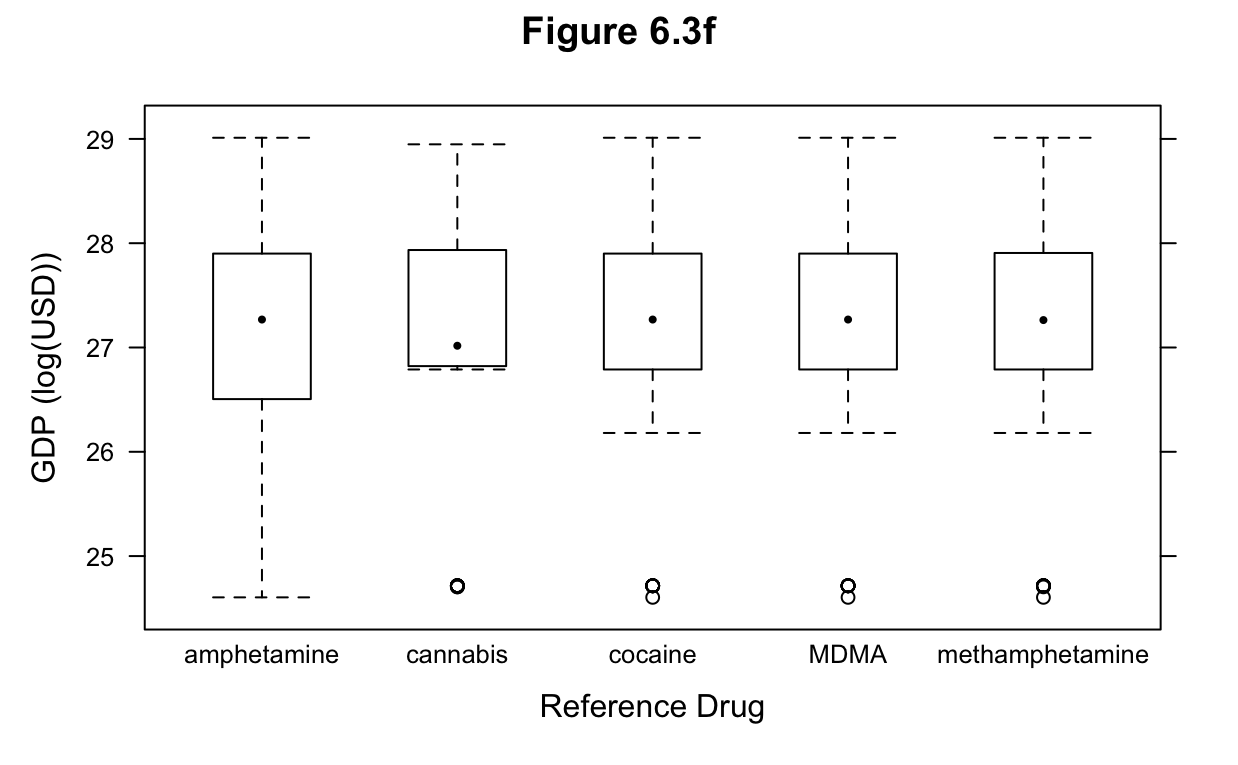 Figure 6.3f
29
28
27
26
25
GDP (log(USD))
amphetamine cannabis cocaine MDMA methamphetamine
Reference Drug